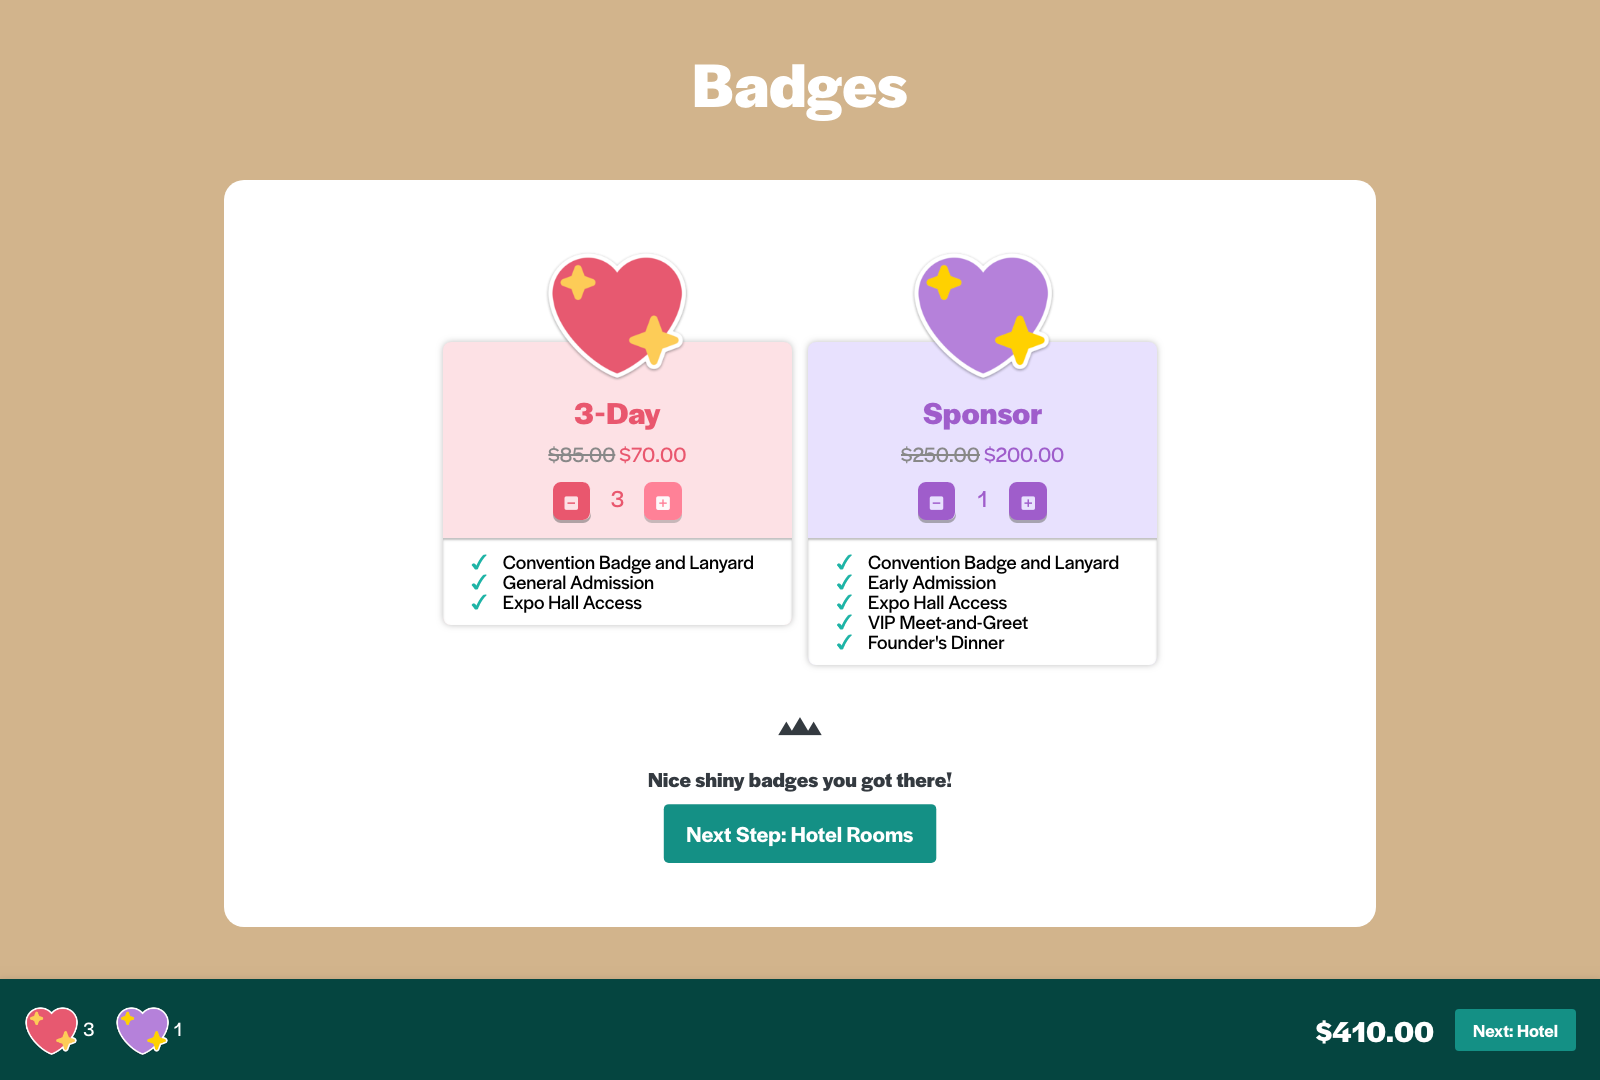 Badges
3-Day
$85.00 $70.00
3
Convention Badge and Lanyard
General Admission
Expo Hall Access
Sponsor
$250.00 $200.00
1
Convention Badge and Lanyard
Early Admission
Expo Hall Access
VIP Meet-and-Greet
Founder's Dinner
Nice shiny badges you got there!
Next Step: Hotel Rooms
3
1
$410.00
Next: Hotel